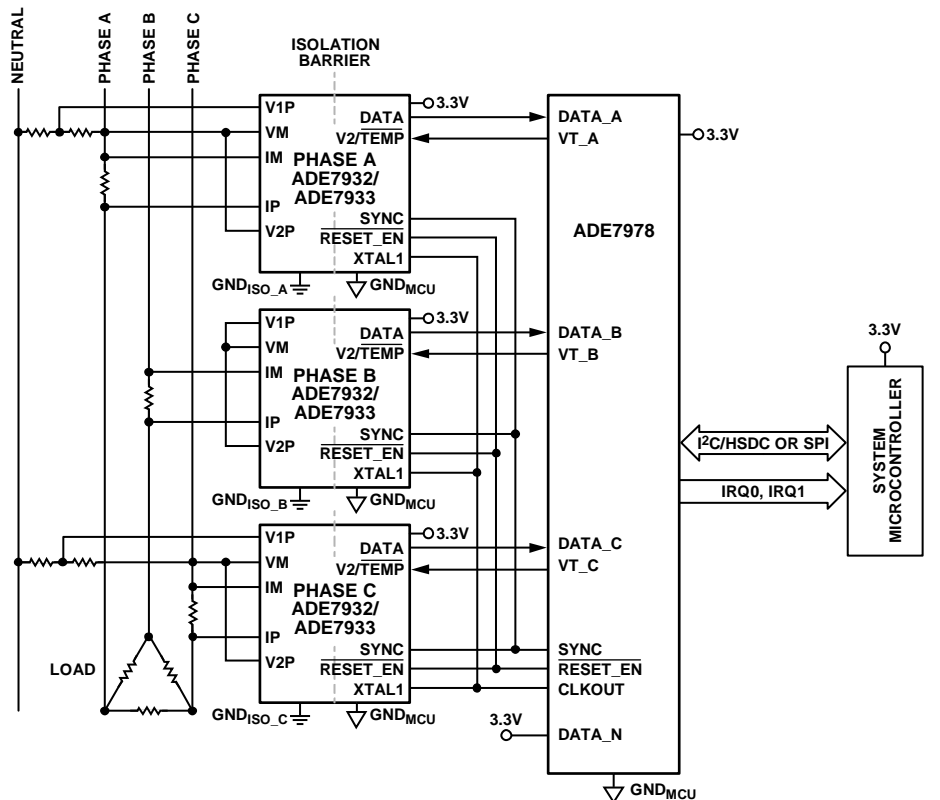 NEUTRAL
PHASE A
PHASE B
PHASE C
ISOLATION
BARRIER
V1P
VM
IM
IP
V2P
PHASE A
ADE7932/
ADE7933
3.3V
DATA
V2/TEMP
SYNC
RESET_EN
XTAL1
GNDISO_A
GNDMCU
V1P
VM
IM
IP
V2P
PHASE B
ADE7932/
ADE7933
3.3V
DATA
V2/TEMP
SYNC
RESET_EN
XTAL1
GNDISO_B
GNDMCU
V1P
VM
IM
IP
V2P
PHASE C
ADE7932/
ADE7933
3.3V
DATA
V2/TEMP
SYNC
RESET_EN
XTAL1
GNDISO_C
GNDMCU
LOAD
DATA_A
VT_A
3.3V
ADE7978
DATA_B
VT_B
DATA_C
VT_C
SYNC
RESET_EN
CLKOUT
3.3V
DATA_N
GNDMCU
I2C/HSDC OR SPI
IRQ0, IRQ1
3.3V
SYSTEM
MICROCONTROLLER